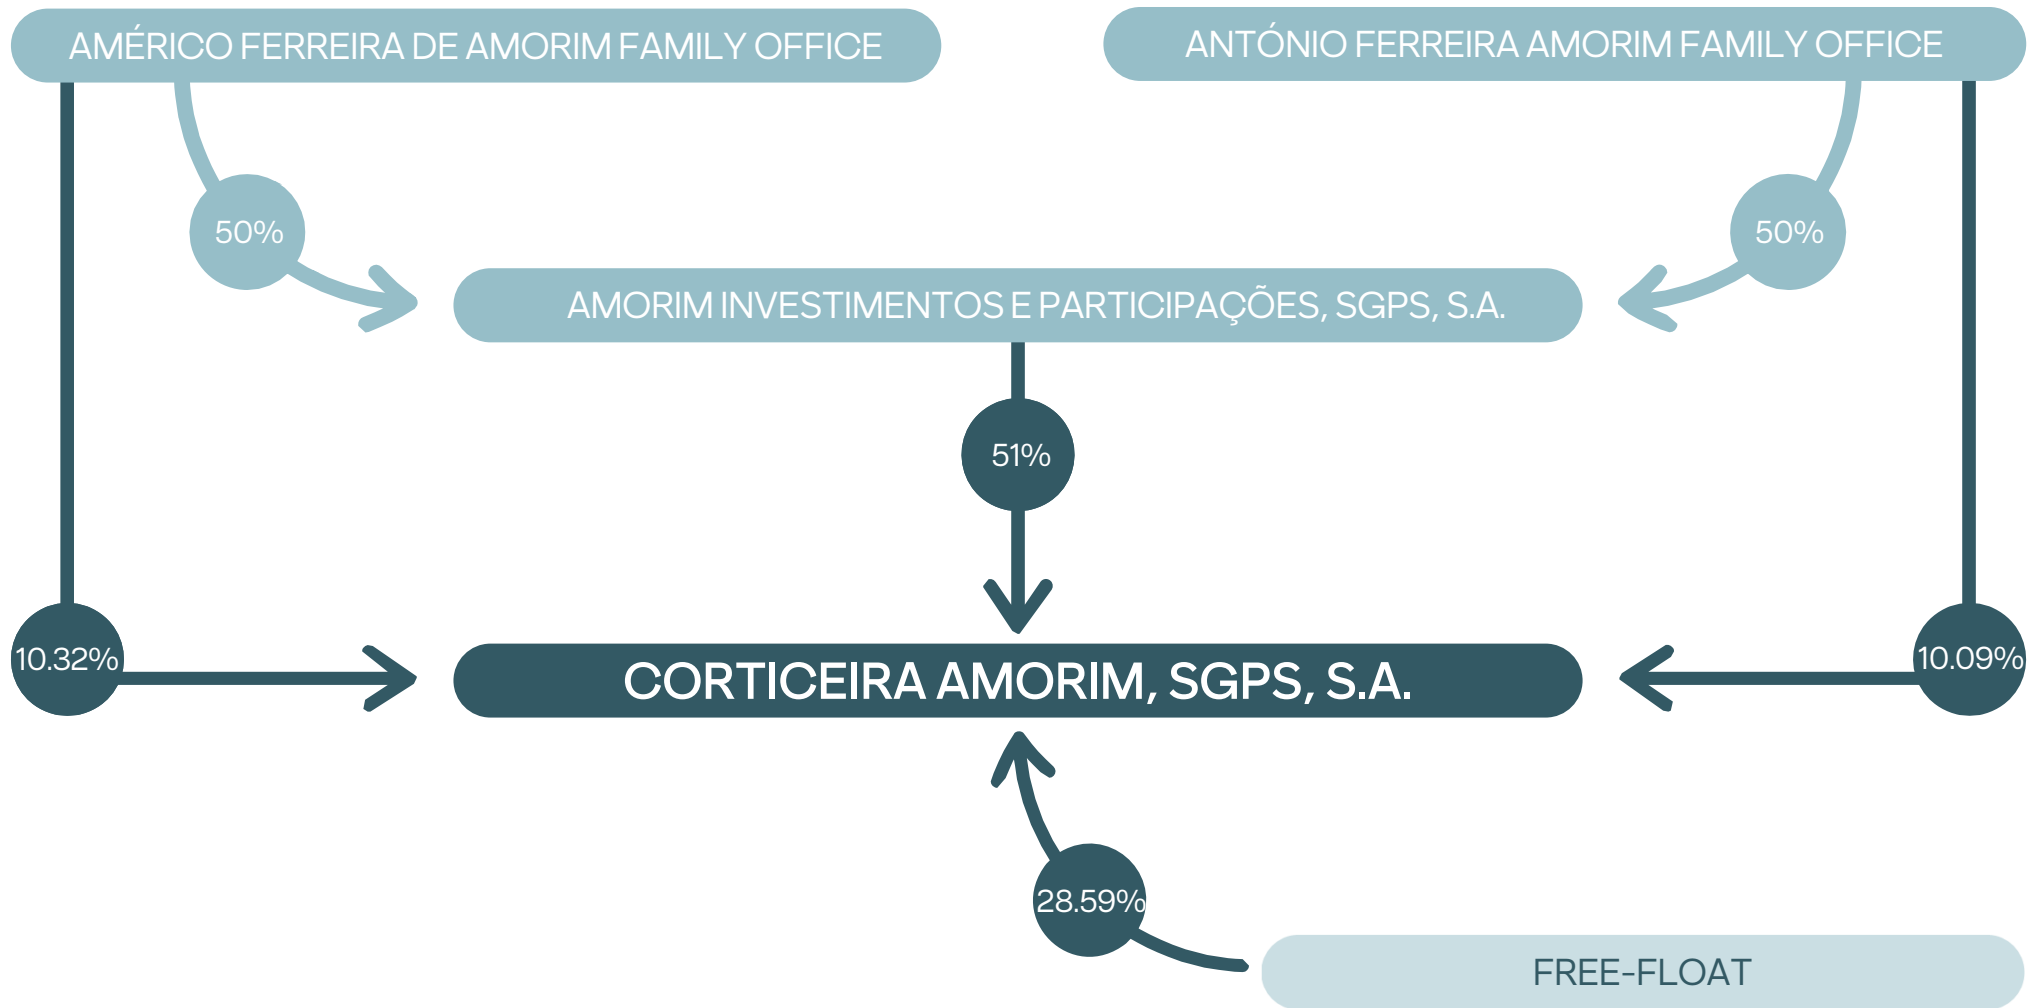 AMÉRICO FERREIRA DE AMORIM FAMILY OFFICE
ANTÓNIO FERREIRA AMORIM FAMILY OFFICE
50%
50%
AMORIM INVESTIMENTOS E PARTICIPAÇÕES, SGPS, S.A.
51%
10.32%
10.09%
CORTICEIRA AMORIM, SGPS, S.A.
28.59%
FREE-FLOAT